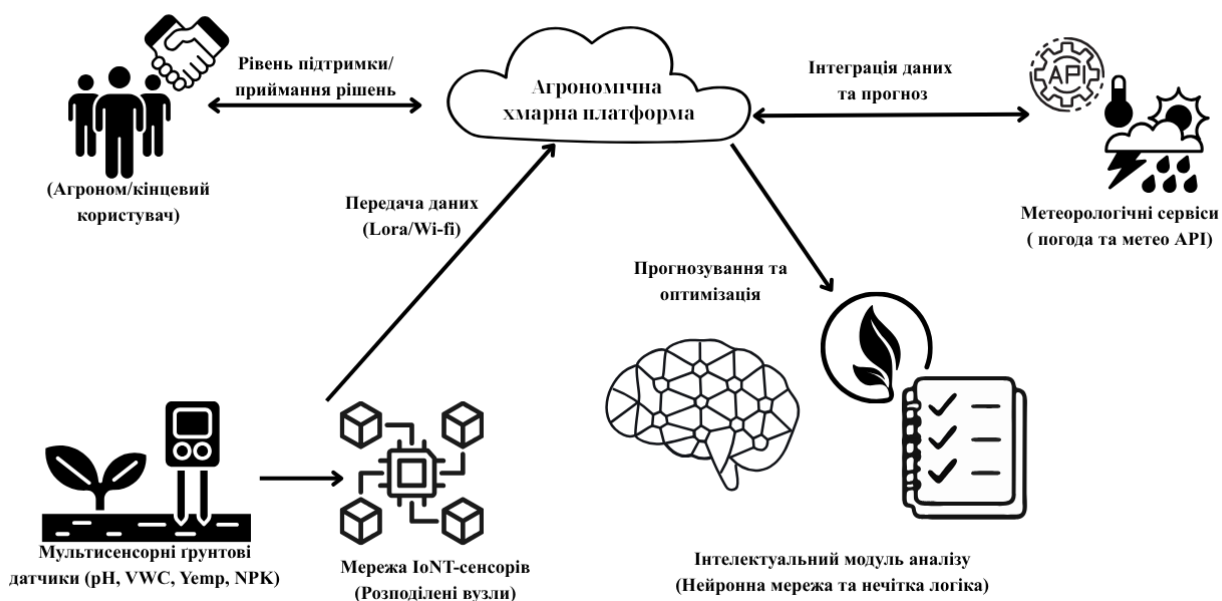 Рівень підтримки/
приймання рішень
Агрономічна
хмарна платформа
Інтеграція даних
та прогноз
API
(Агроном/кінцевий
користувач)
Передача даних
(Lora/Wi-fi)
Метеорологічні сервіси
( погода та метео API)
Прогнозування та
оптимізація
Мультисенсорні ґрунтові
датчики (pH, VWC, Yemp, NPK)
Мережа IoNT-сенсорів
(Розподілені вузли)
Інтелектуальний модуль аналізу
(Нейронна мережа та нечітка логіка)